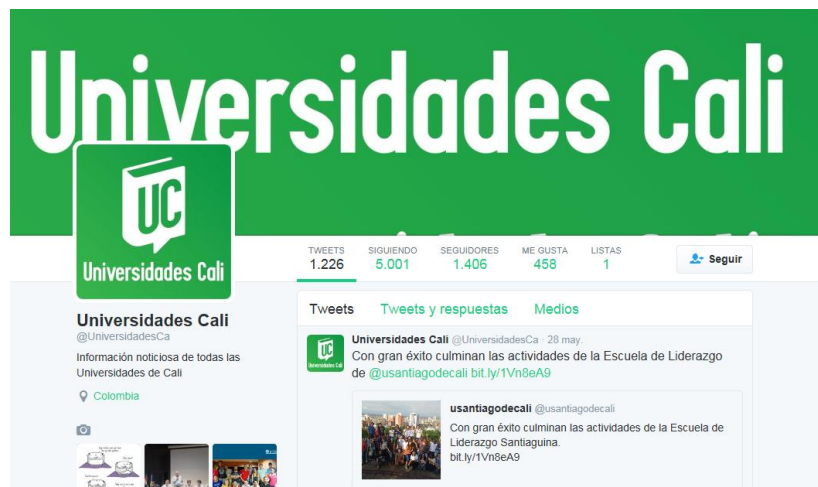 Universidades Cali
UC
Universidades Cali
TWEETS SIGUIENDO SEGUIDORES ME GUSTA LISTAS
1.226 5.001 1.406 458 1
Seguir
Universidades Cali
@UniversidadesCa
Información noticiosa de todas las
Universidades de Cali
Colombia
Tweets Tweets y respuestas Medios
UC
Universidades Cali
Universidades Cali @UniversidadesCa · 28 may.
Con gran éxito culminan las actividades de la Escuela de Liderazgo
de @usantiagodecali bit.ly/1Vn8eA9
usantiagodecali @usantiagodecali
Con gran éxito culminan las actividades de la Escuela de
Liderazgo Santiaguina.
bit.ly/1Vn8eA9